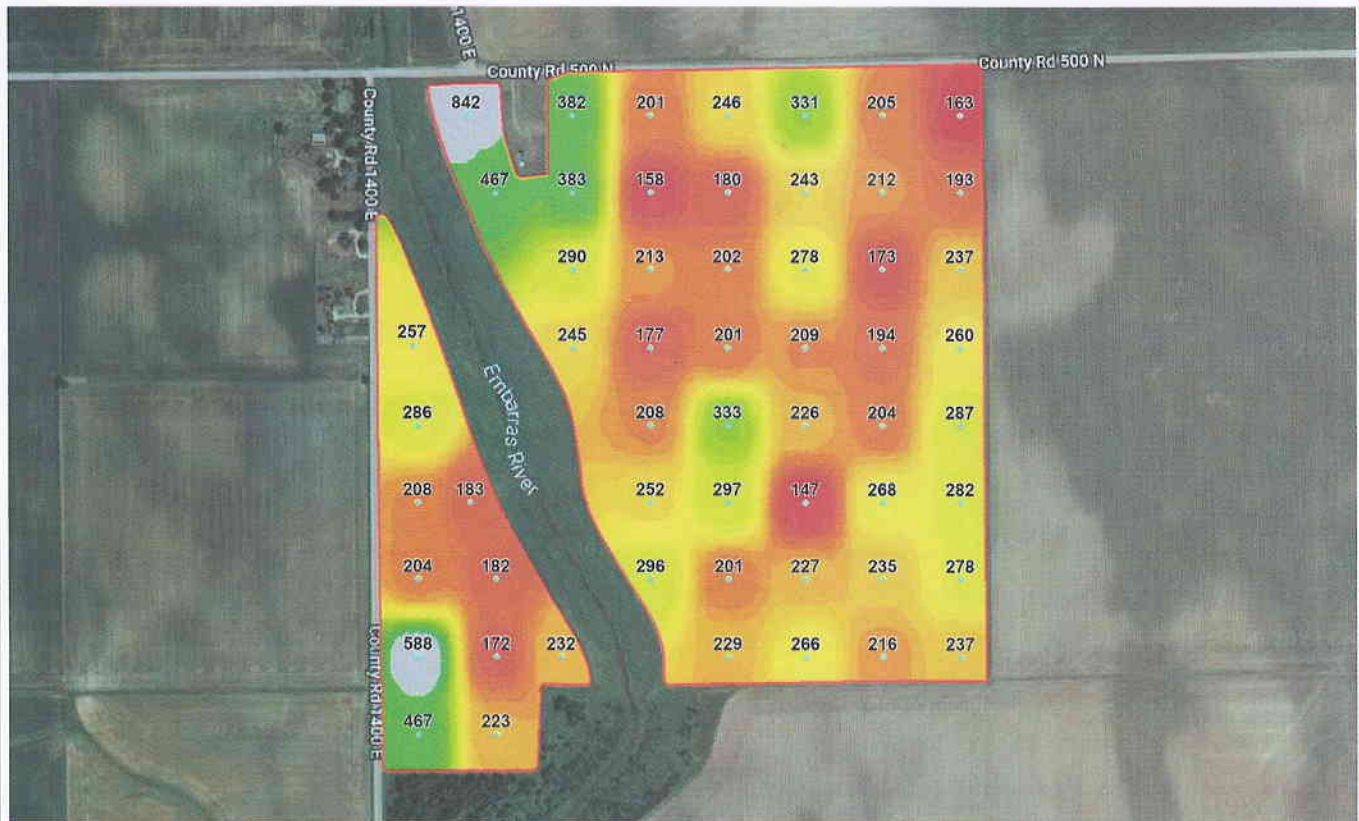 1400 E
County Rd 500 N
County Rd 500 N
842 382 201 246 331 205 163
County Rd 1400 E
467 383 158 180 243 212 193
290 213 202 278 173 237
257 245 177 201 209 194 260
286 208 333 226 204 287
Embarras River
208 183 252 297 147 268 282
204 182 296 201 227 235 278
588 172 232 229 266 216 237
County Rd 1400 E
467 223